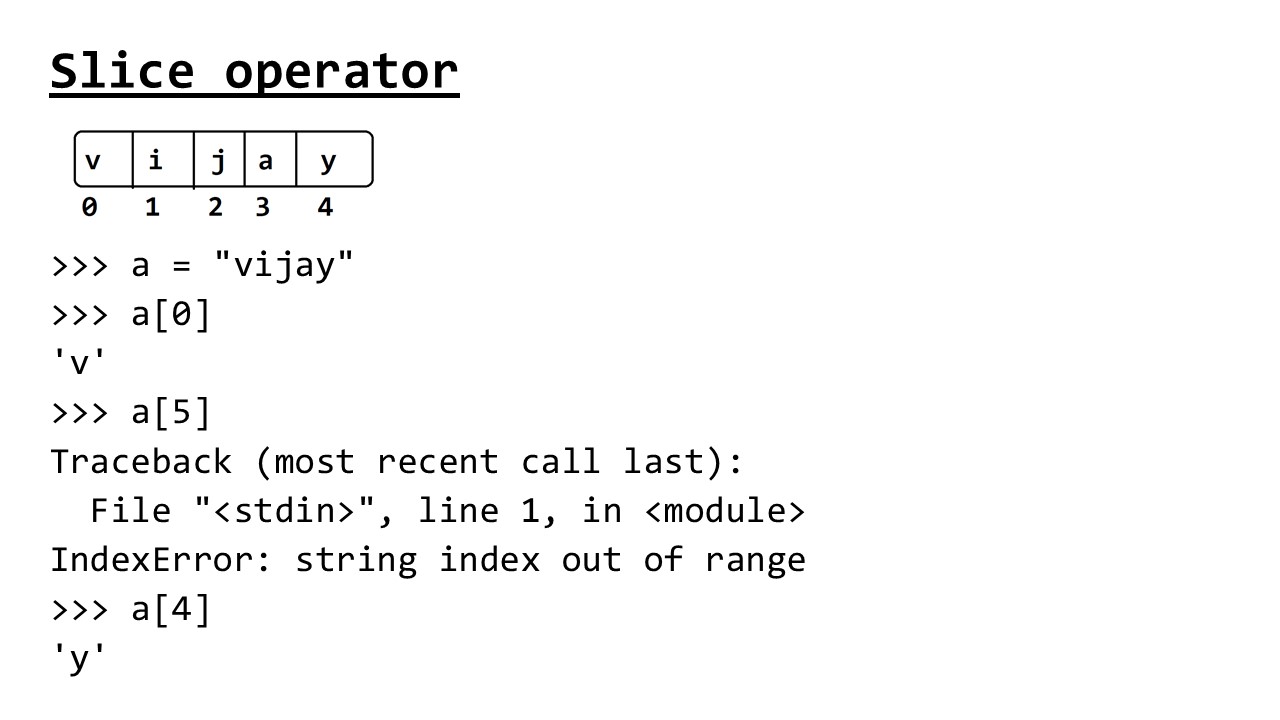 Slice operator
v i j a y
0 1 2 3 4
>>> a = "vijay"
>>> a[0]
'v'
>>> a[5]
Traceback (most recent call last):
  File "<stdin>", line 1, in <module>
IndexError: string index out of range
>>> a[4]
'y'